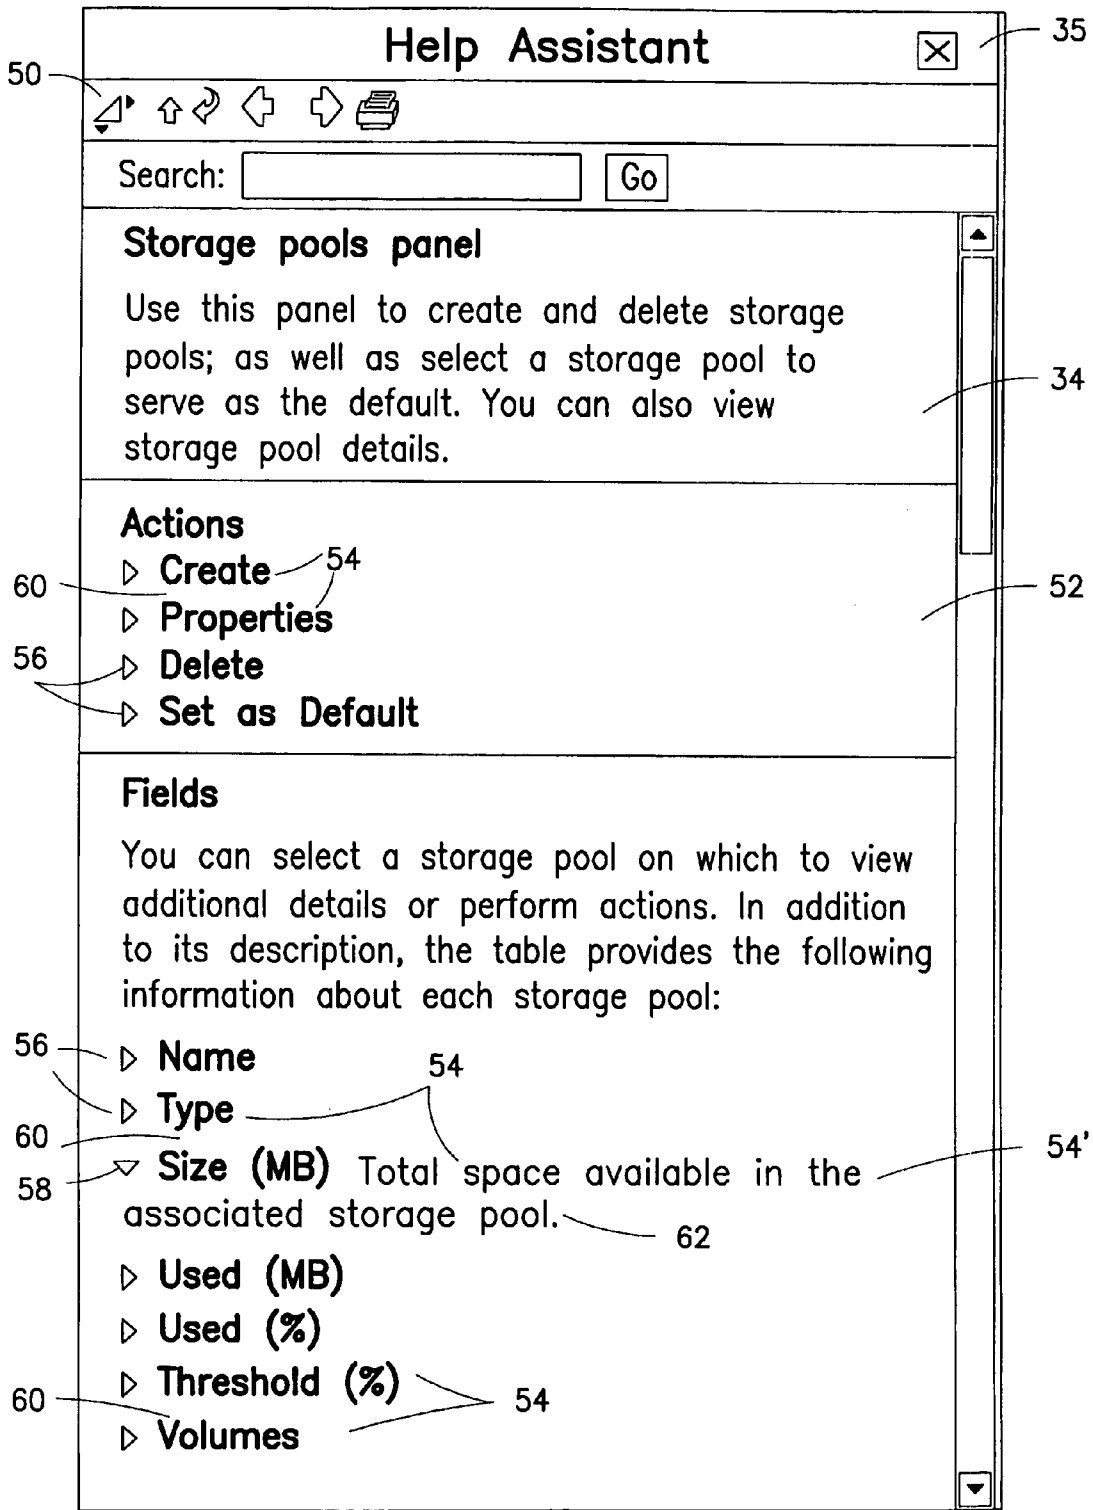 Help Assistant
35
50
Search: Go
Storage pools panel
Use this panel to create and delete storage
pools; as well as select a storage pool to
serve as the default. You can also view
storage pool details.
34
Actions
Create
54
60
Properties
52
56
Delete
Set as Default
Fields
You can select a storage pool on which to view
additional details or perform actions. In addition
to its description, the table provides the following
information about each storage pool:
56
Name
54
Type
60
54'
58
Size (MB) Total space available in the
associated storage pool.
62
Used (MB)
Used (%)
Threshold (%)
60
54
Volumes